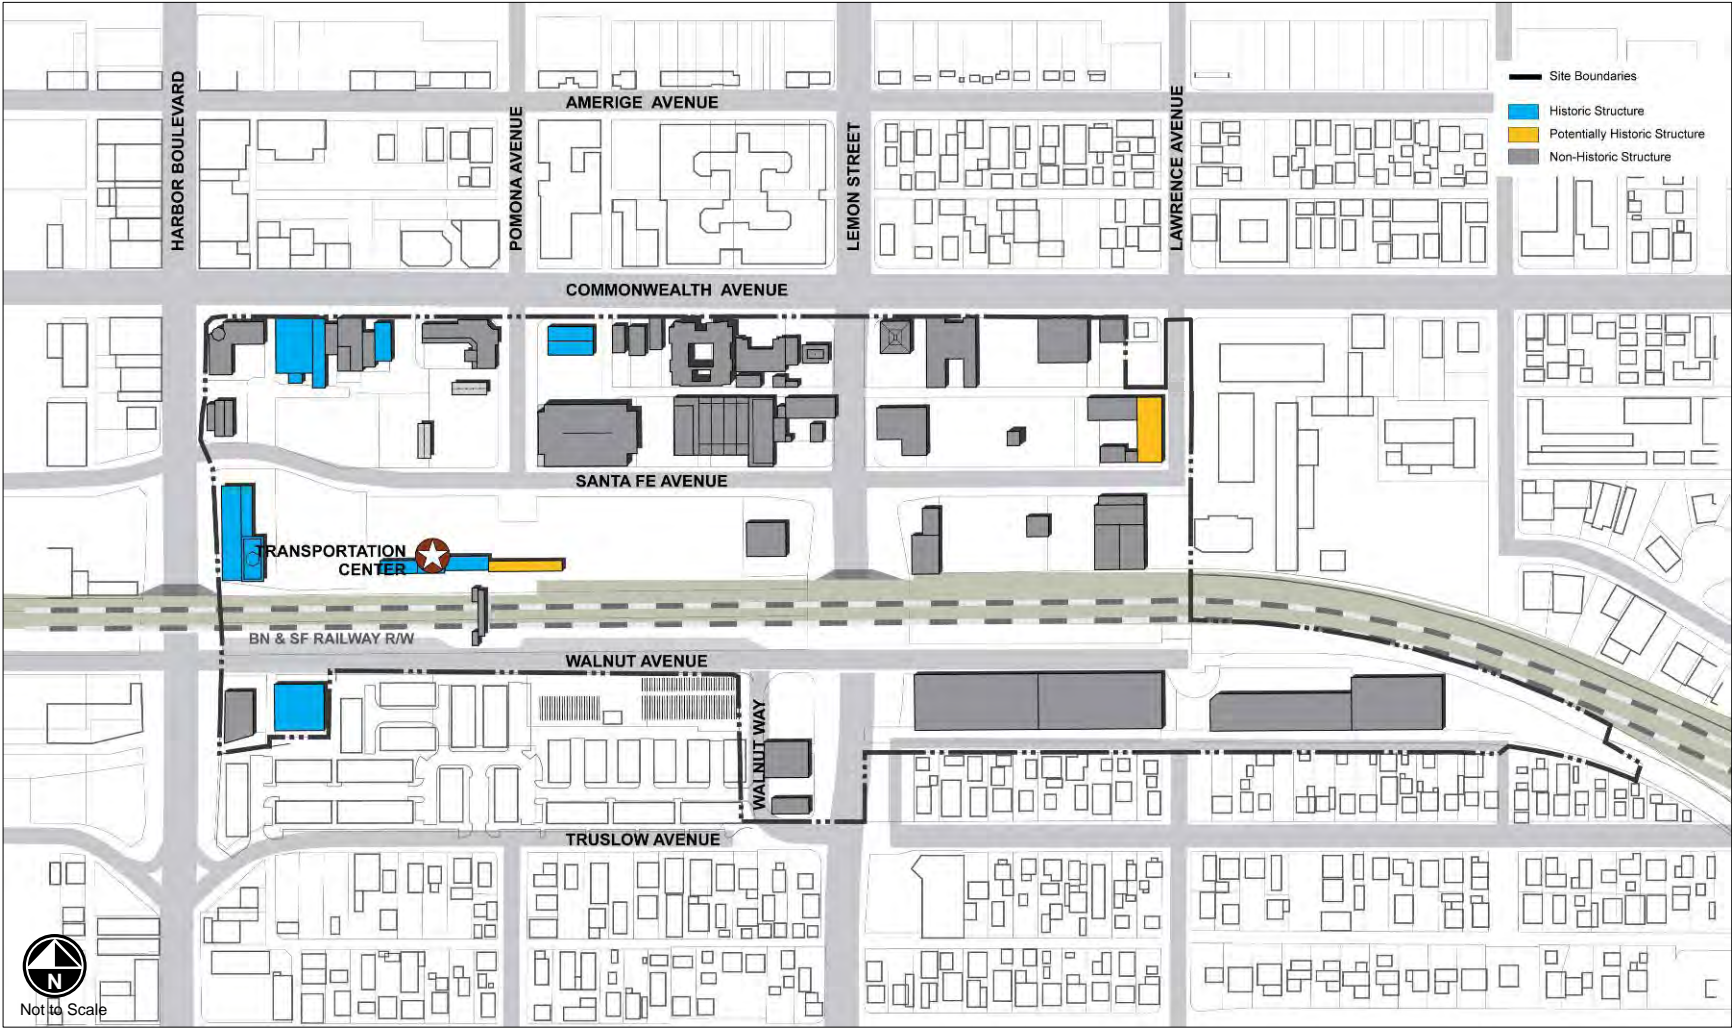 AMERIGE AVENUE
HARBOR BOULEVARD
POMONA AVENUE
LEMON STREET
LAWRENCE AVENUE
Site Boundaries
Historic Structure
Potentially Historic Structure
Non-Historic Structure
COMMONWEALTH AVENUE
SANTA FE AVENUE
TRANSPORTATION
CENTER
BN & SF RAILWAY R/W
WALNUT AVENUE
WALNUT WAY
TRUSLOW AVENUE
N
Not to Scale